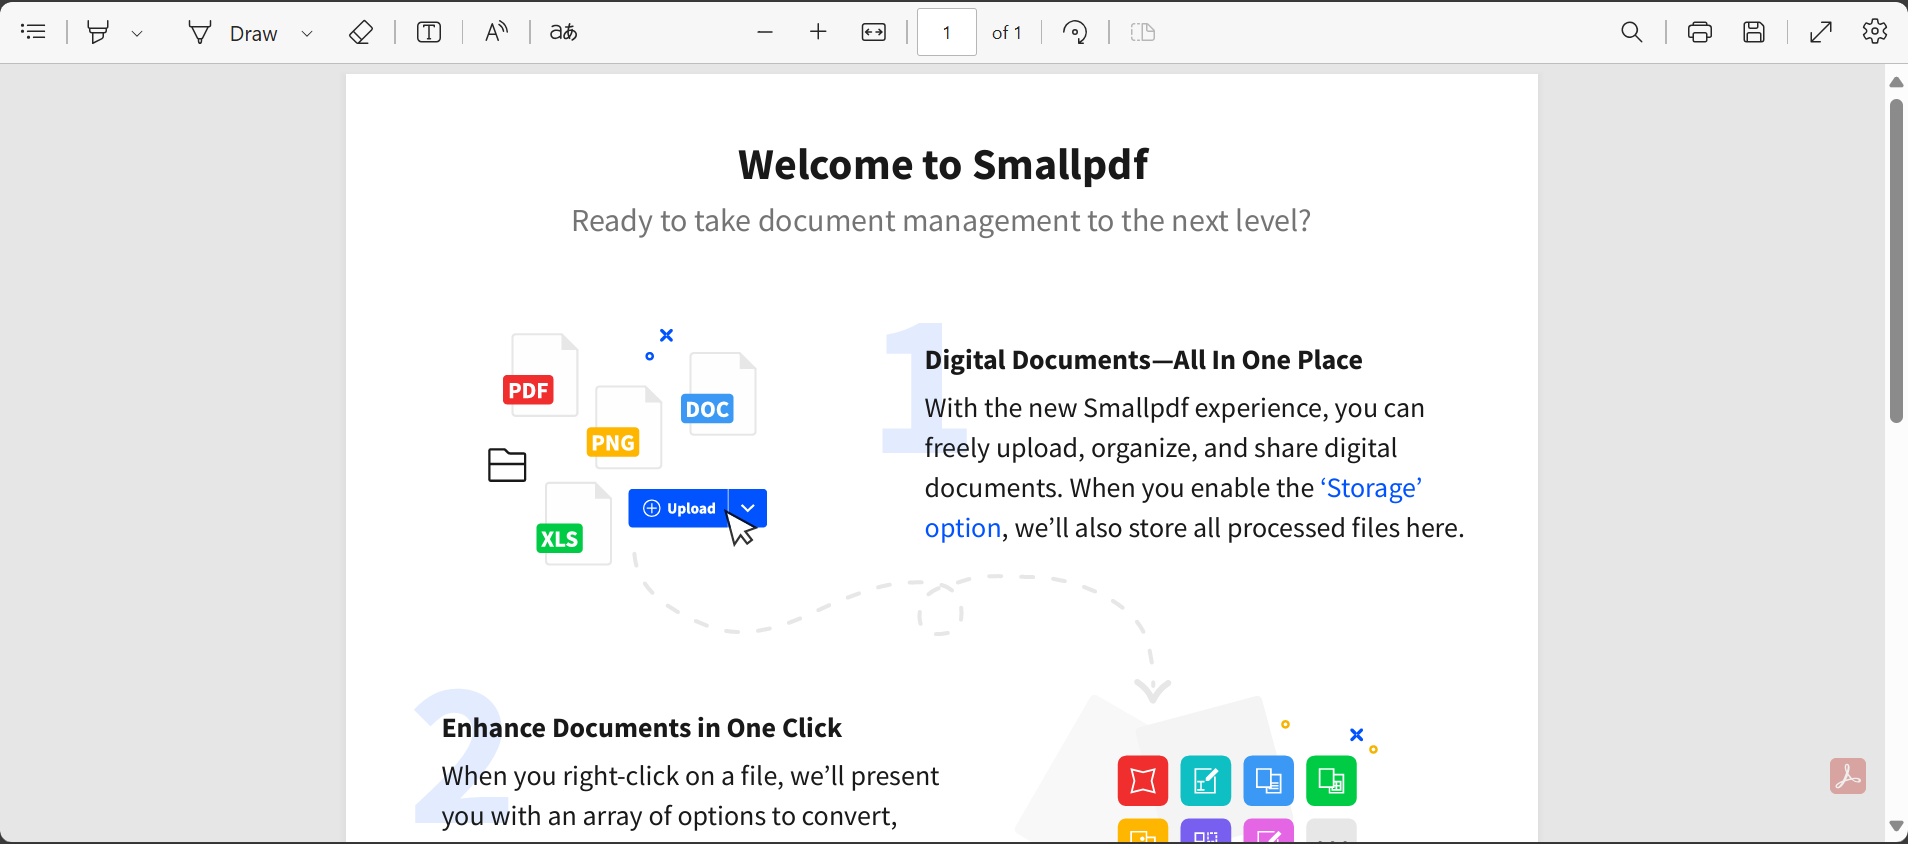 Draw
T
A
aあ
1
of 1
Welcome to Smallpdf
Ready to take document management to the next level?
PDF
PNG
DOC
XLS
Upload
1
Digital Documents—All In One Place
With the new Smallpdf experience, you can
freely upload, organize, and share digital
documents. When you enable the ‘Storage’
option, we’ll also store all processed files here.
2
Enhance Documents in One Click
When you right-click on a file, we’ll present
you with an array of options to convert,